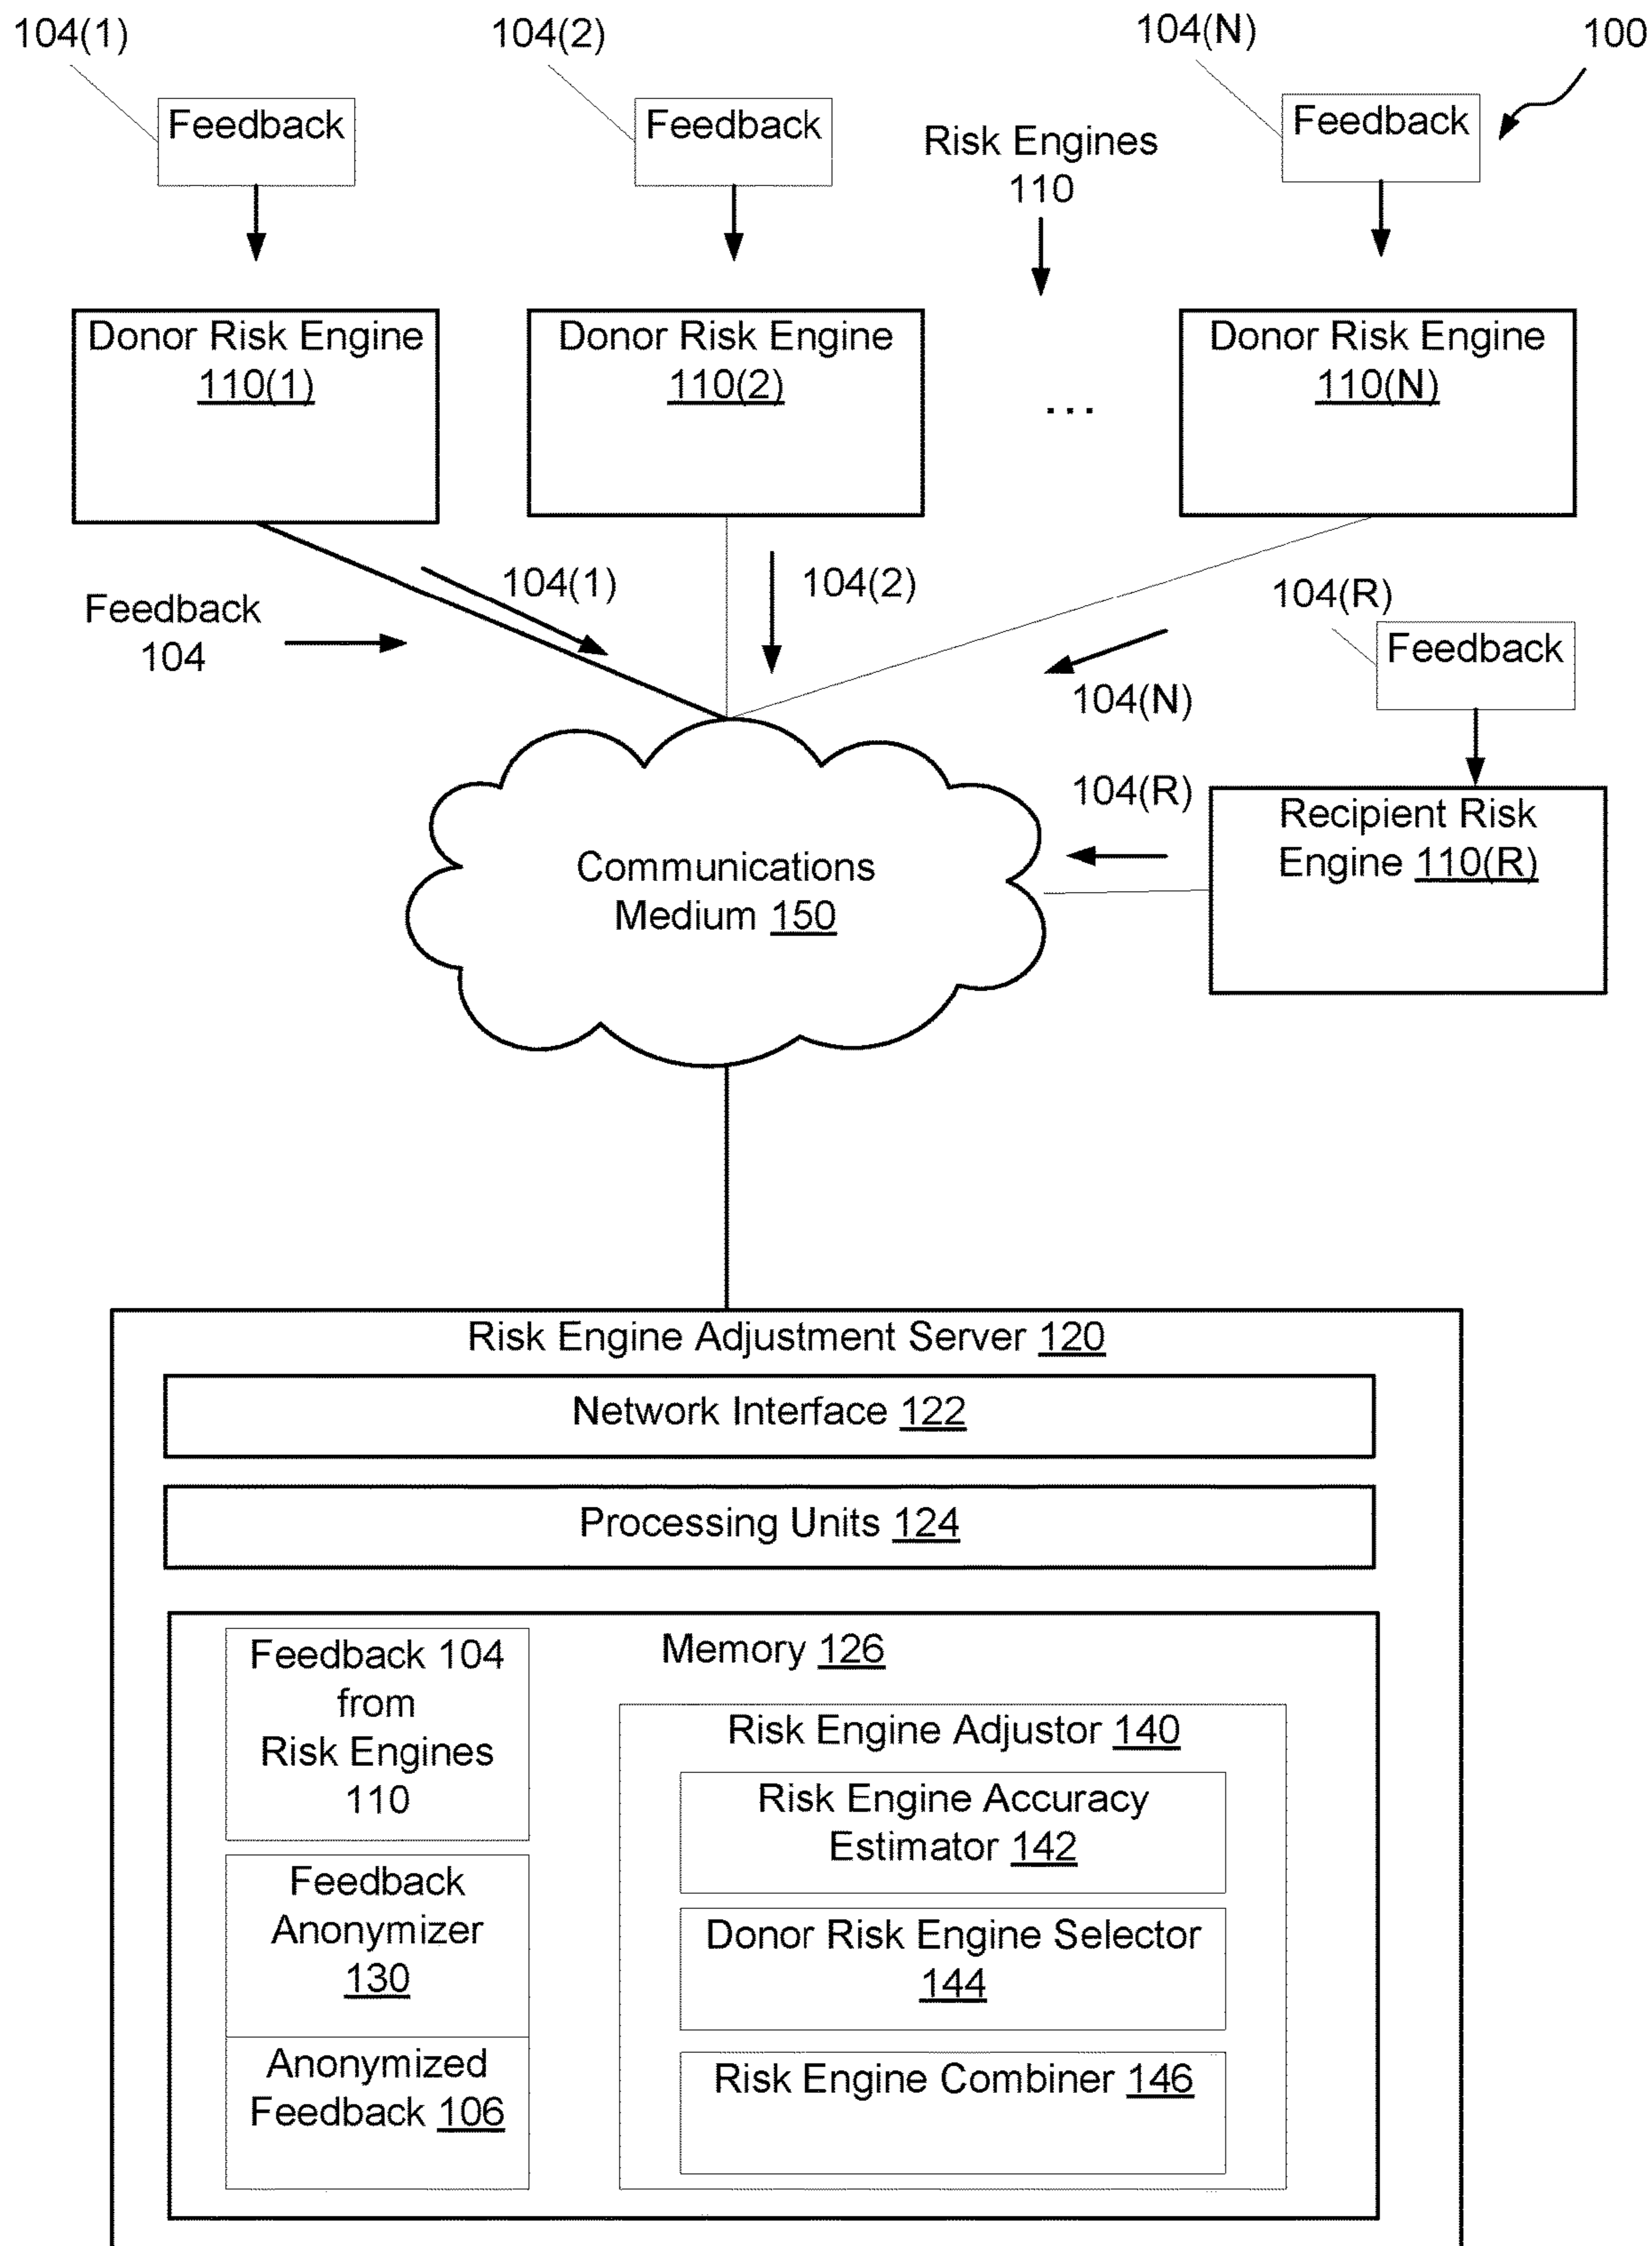 104(1)
104(2)
104(N)
100
Feedback
Feedback
Feedback
Risk Engines
110
Donor Risk Engine
110(1)
Donor Risk Engine
110(2)
...
Donor Risk Engine
110(N)
Feedback
104
104(1)
104(2)
104(N)
104(R)
Feedback
104(R)
Recipient Risk
Engine 110(R)
Communications
Medium 150
Risk Engine Adjustment Server 120
Network Interface 122
Processing Units 124
Memory 126
Feedback 104
from
Risk Engines
110
Feedback
Anonymizer
130
Anonymized
Feedback 106
Risk Engine Adjustor 140
Risk Engine Accuracy
Estimator 142
Donor Risk Engine Selector
144
Risk Engine Combiner 146